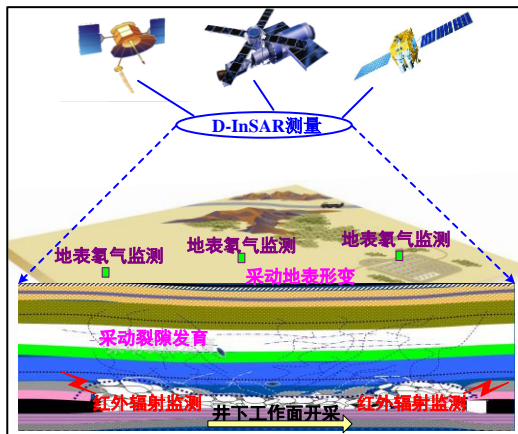 D-InSAR测量
地表氡气监测
地表氡气监测
地表氡气监测
采动地表形变
采动裂隙发育
红外辐射监测
红外辐射监测
井下工作面开采